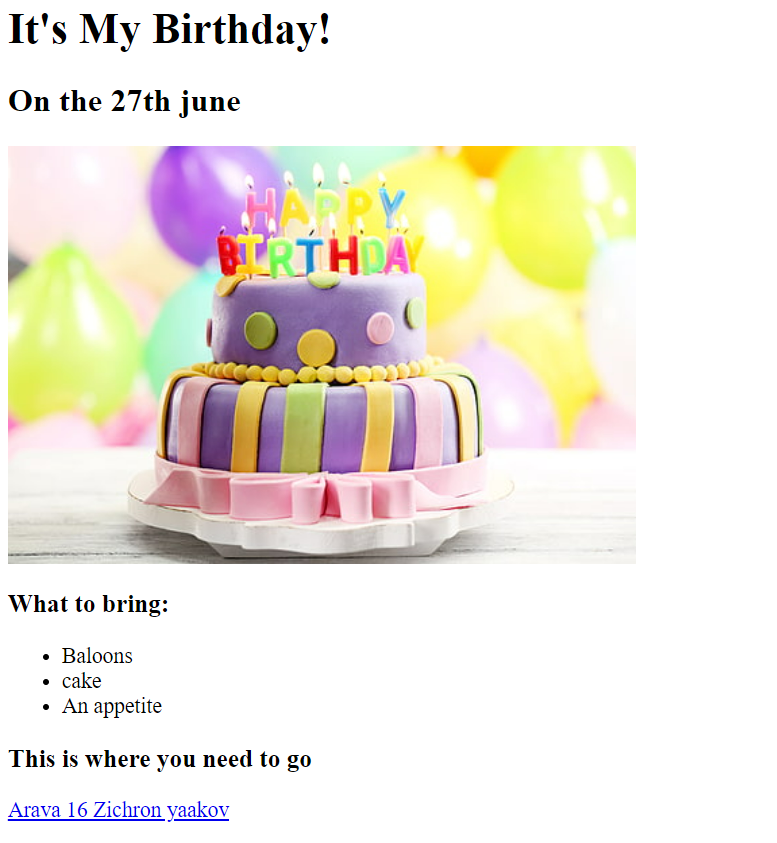 It's My Birthday!
On the 27th june
HAPPY
BIRTHDAY
What to bring:
Baloons
cake
An appetite
This is where you need to go
Arava 16 Zichron yaakov